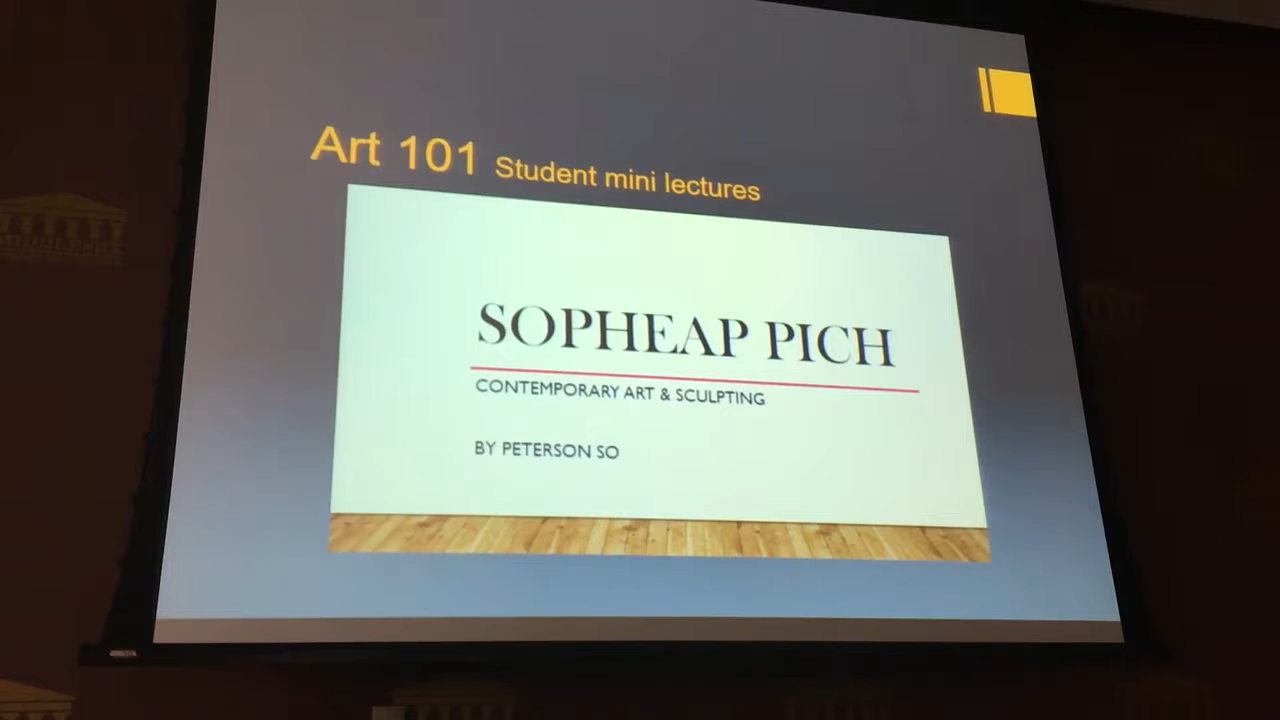 Art 101 Student mini lectures
SOPHEAP PICH
CONTEMPORARY ART & SCULPTING
BY PETERSON SO